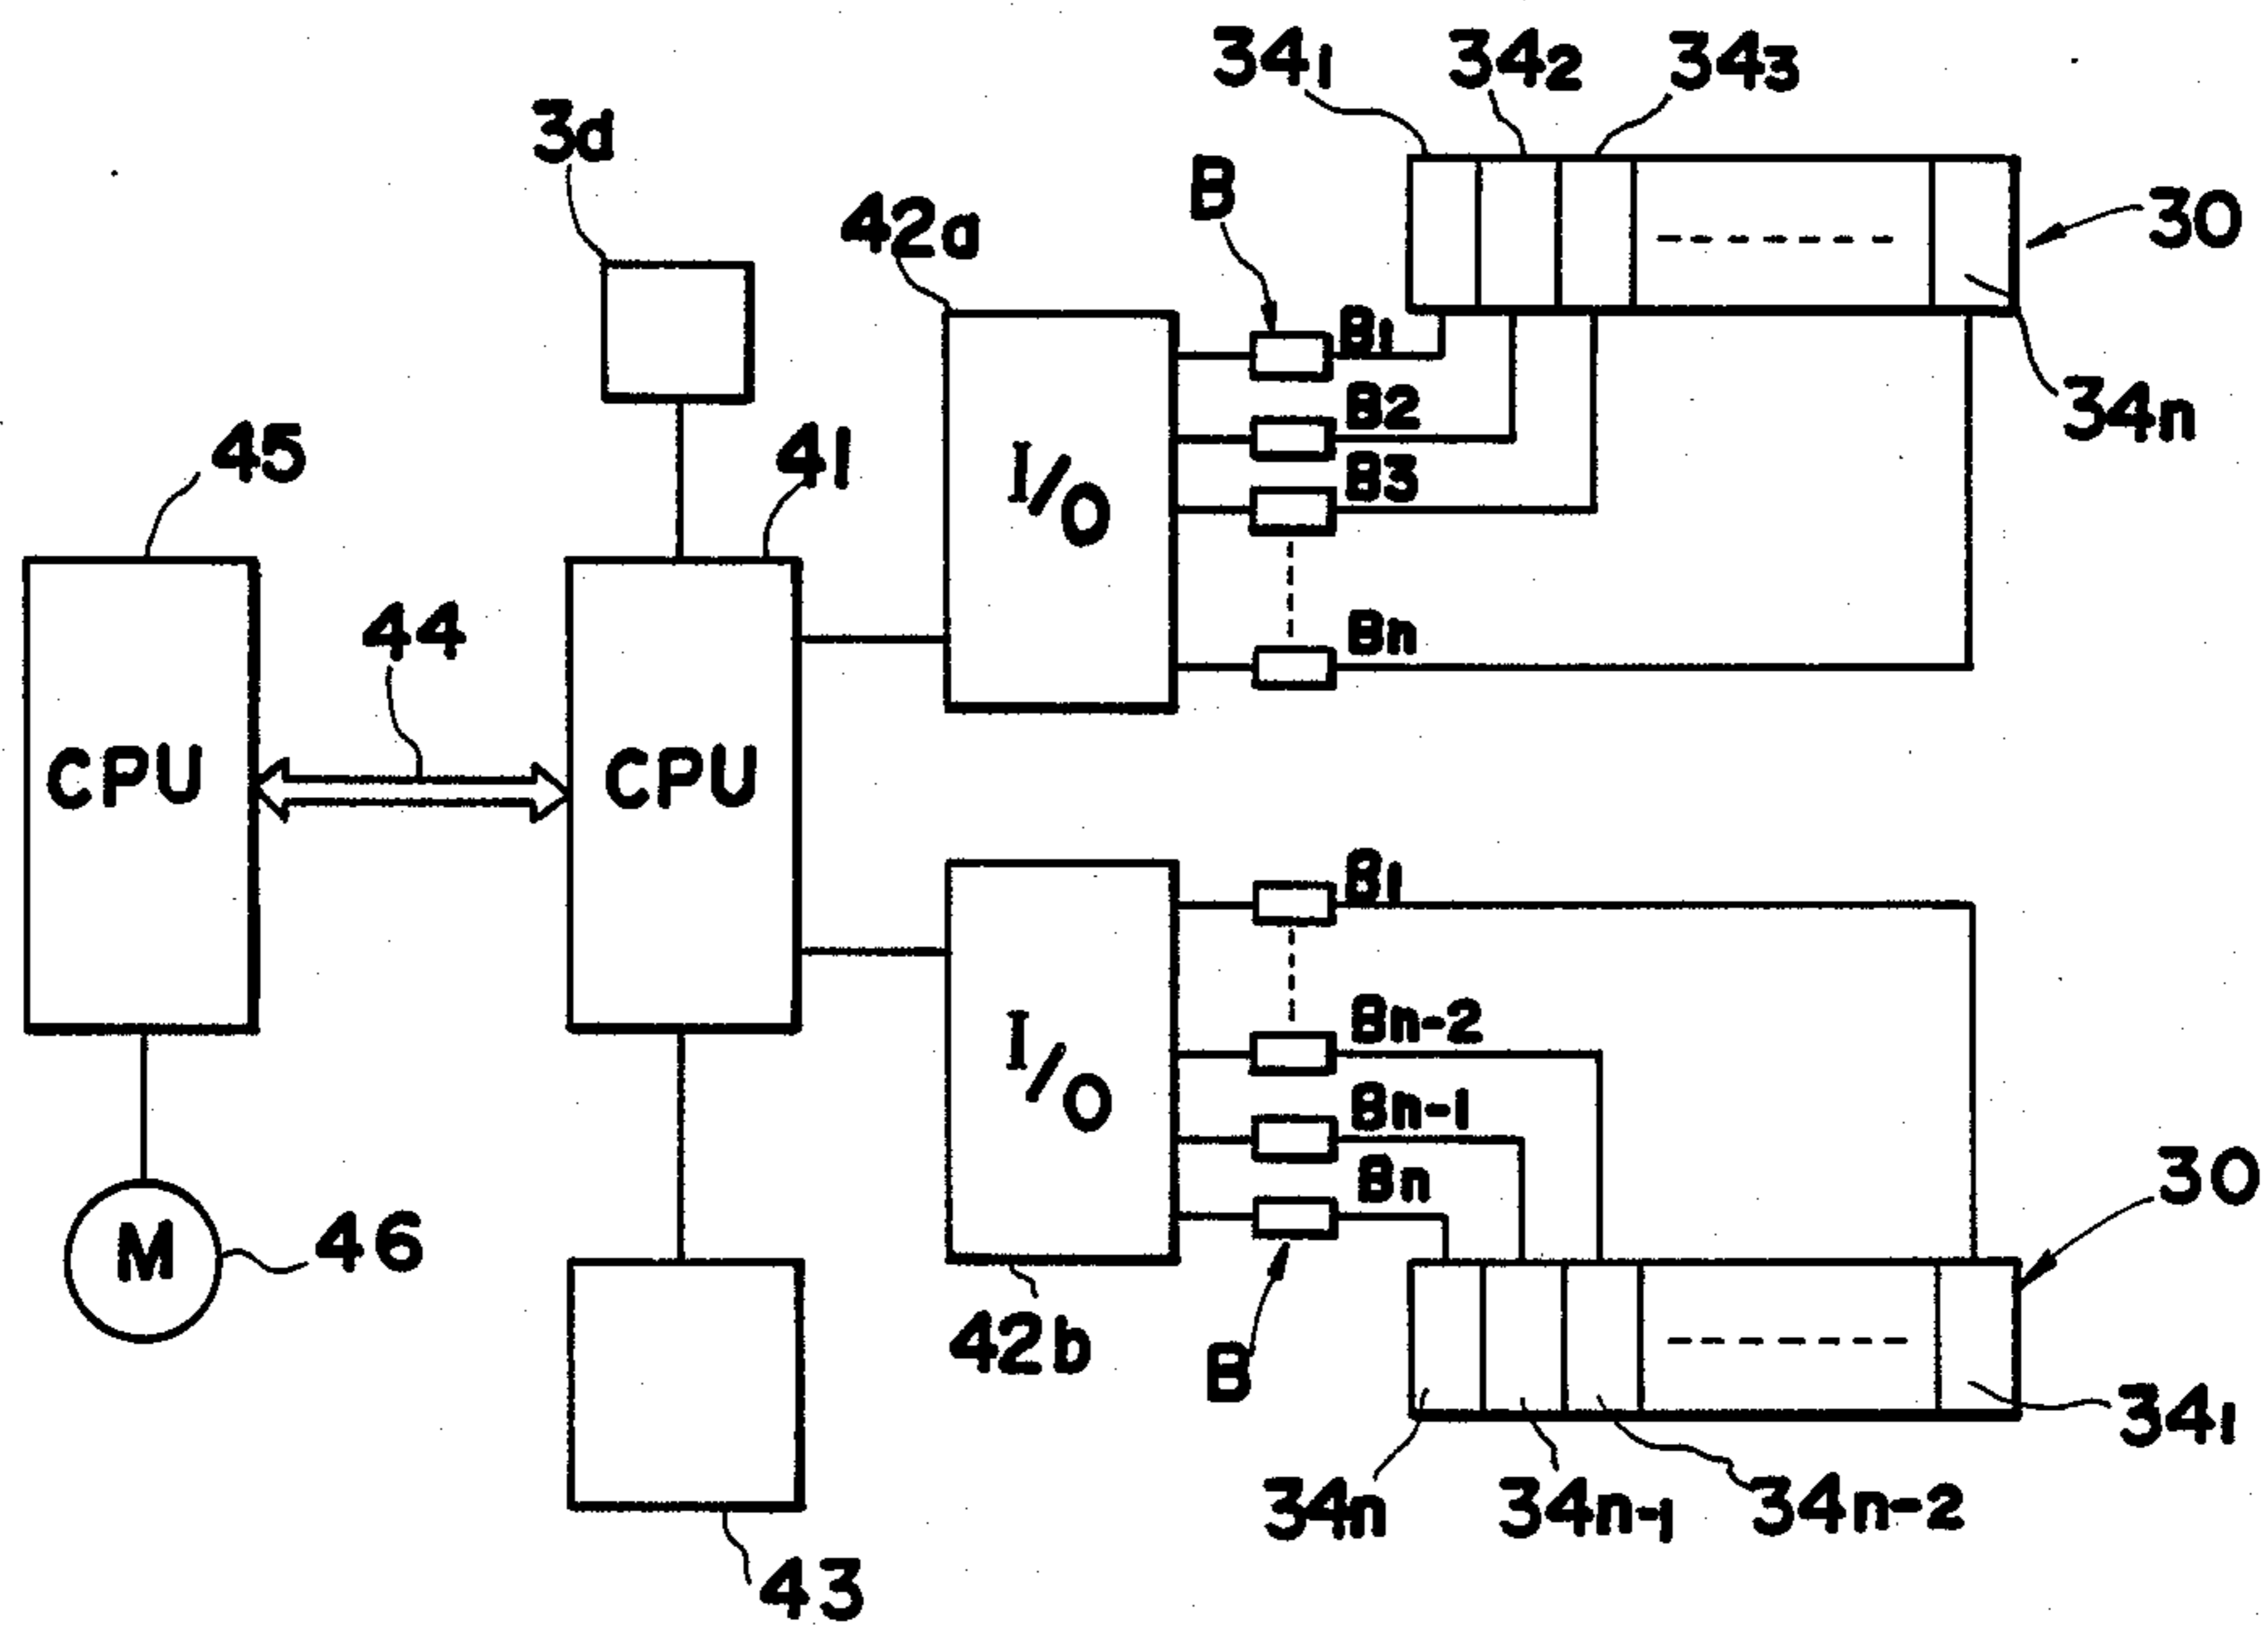 34₁
34₂
34₃
3d
B
42a
30
B₁
34n
B2
45
41
B3
I/O
44
Bn
CPU
CPU
B₁
Bn-2
I/O
Bn-1
Bn
30
M
46
42b
B
34₁
34n
34n-1
34n-2
43